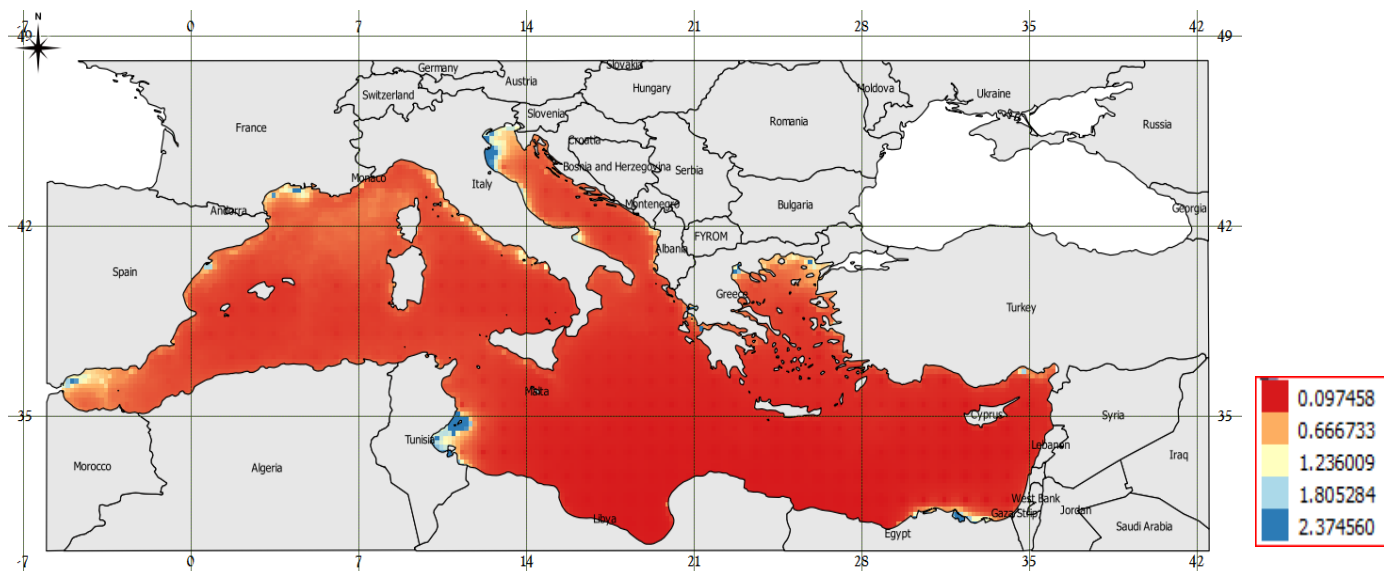 N
-7 0 7 14 21 28 35 42
49 49
Germany
Slovakia
Austria
Switzerland
Hungary
Moldova
Ukraine
Slovenia
France
Romania
Russia
Croatia
Bosnia and Herzegovina
Serbia
Monaco
Italy
Andorra
Montenegro
Bulgaria
Georgia
42 42
FYROM
Albania
Spain
Greece
Turkey
Malta
35 35
Cyprus
Syria
Tunisia
Lebanon
Iraq
Morocco
Algeria
West Bank
Libya
Gaza Strip
Jordan
Egypt
Saudi Arabia
-7 0 7 14 21 28 35 42
0.097458
0.666733
1.236009
1.805284
2.374560